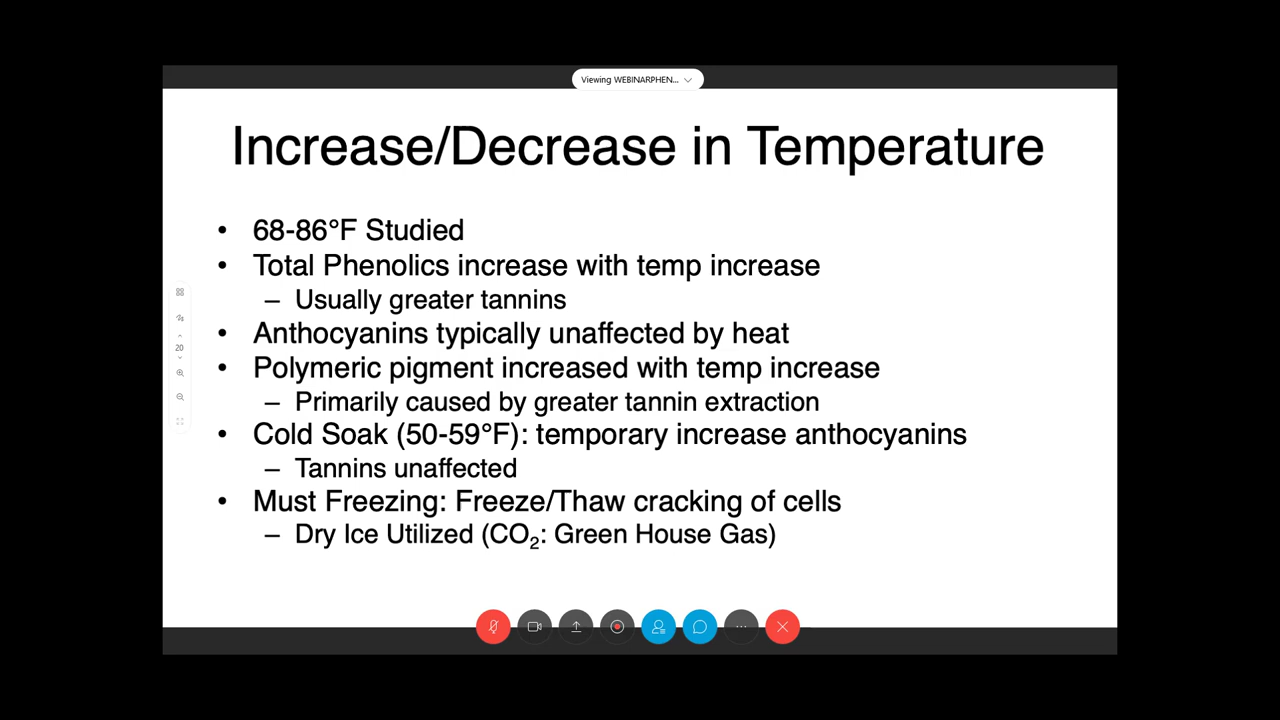 Viewing WEBINARPHEN...
Increase/Decrease in Temperature
• 68-86°F Studied
• Total Phenolics increase with temp increase
– Usually greater tannins
• Anthocyanins typically unaffected by heat
• Polymeric pigment increased with temp increase
– Primarily caused by greater tannin extraction
• Cold Soak (50-59°F): temporary increase anthocyanins
– Tannins unaffected
• Must Freezing: Freeze/Thaw cracking of cells
– Dry Ice Utilized (CO₂: Green House Gas)
20